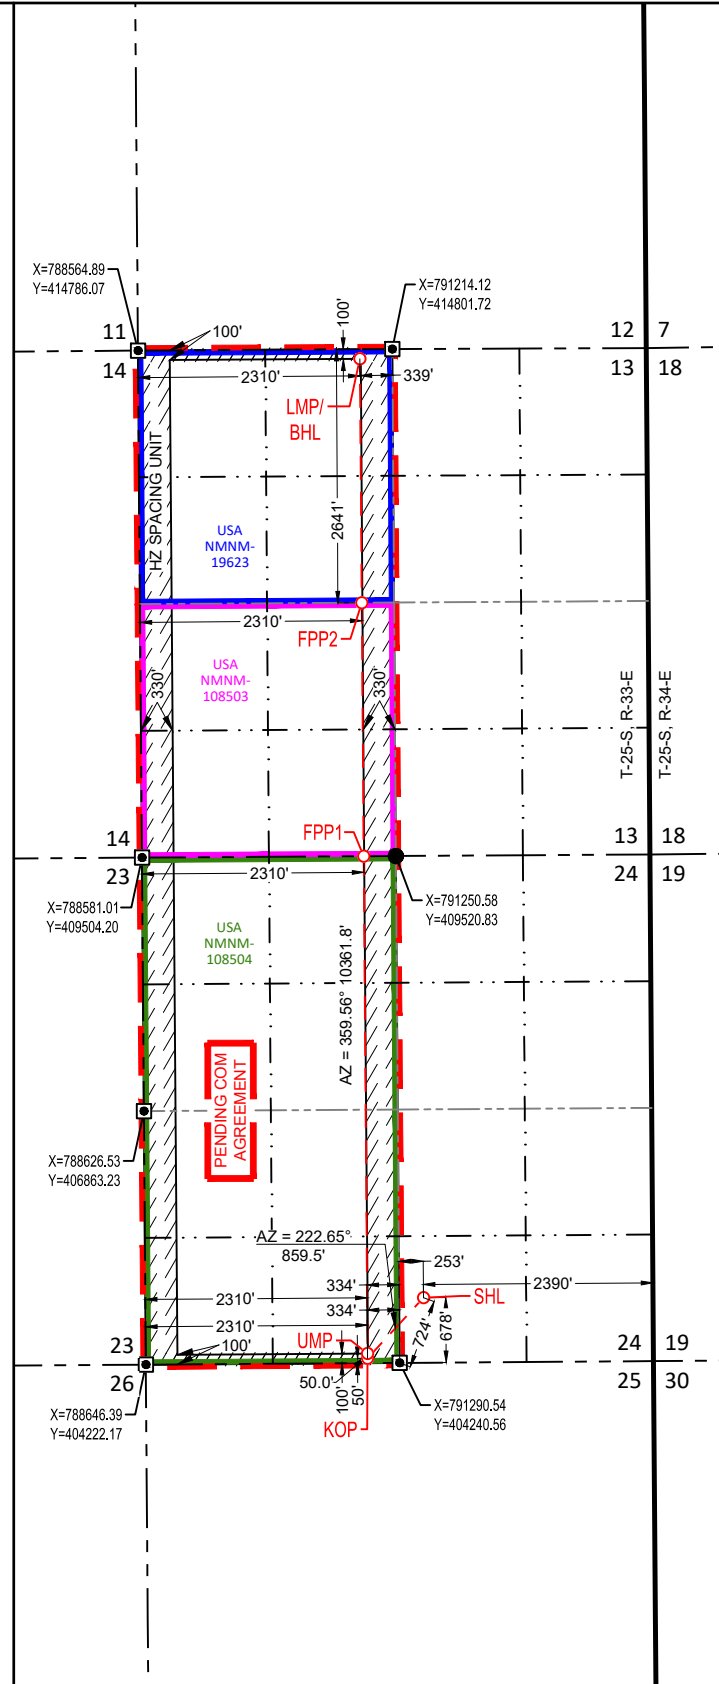 X=788564.89
Y=414786.07
X=791214.12
Y=414801.72
11
100'
100'
12
7
14
2310'
339'
13
18
LMP/
BHL
HZ SPACING UNIT
USA
NMNM-
19623
2641'
2310'
FPP2
USA
NMNM-
108503
330'
330'
T-25-S, R-33-E
T-25-S, R-34-E
14
FPP1
13
18
23
2310'
24
19
X=788581.01
Y=409504.20
X=791250.58
Y=409520.83
USA
NMNM-
108504
AZ = 359.56° 10361.8'
PENDING COM
AGREEMENT
X=788626.53
Y=406863.23
AZ = 222.65°
859.5'
253'
334'
2390'
2310'
334'
SHL
2310'
724'
678'
23
100'
UMP
24
19
26
50.0'
100'
50'
25
30
KOP
X=788646.39
Y=404222.17
X=791290.54
Y=404240.56